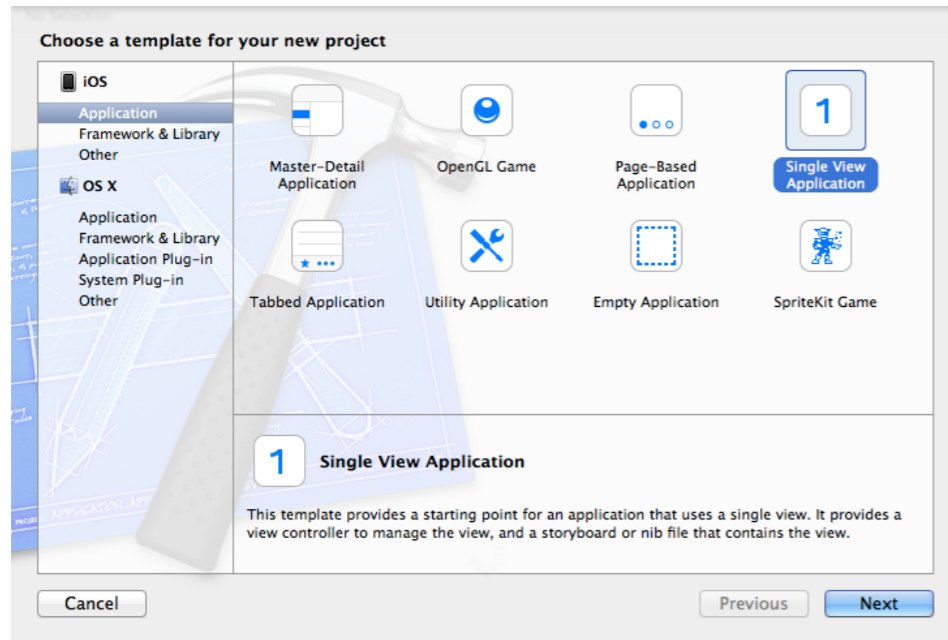 No Selection
Choose a template for your new project
iOS
Application
Framework & Library
Other
OS X
Application
Framework & Library
Application Plug-in
System Plug-in
Other
Master-Detail
Application
OpenGL Game
Page-Based
Application
1
Single View
Application
Tabbed Application
Utility Application
Empty Application
SpriteKit Game
1
Single View Application
This template provides a starting point for an application that uses a single view. It provides a
view controller to manage the view, and a storyboard or nib file that contains the view.
Cancel
Previous
Next